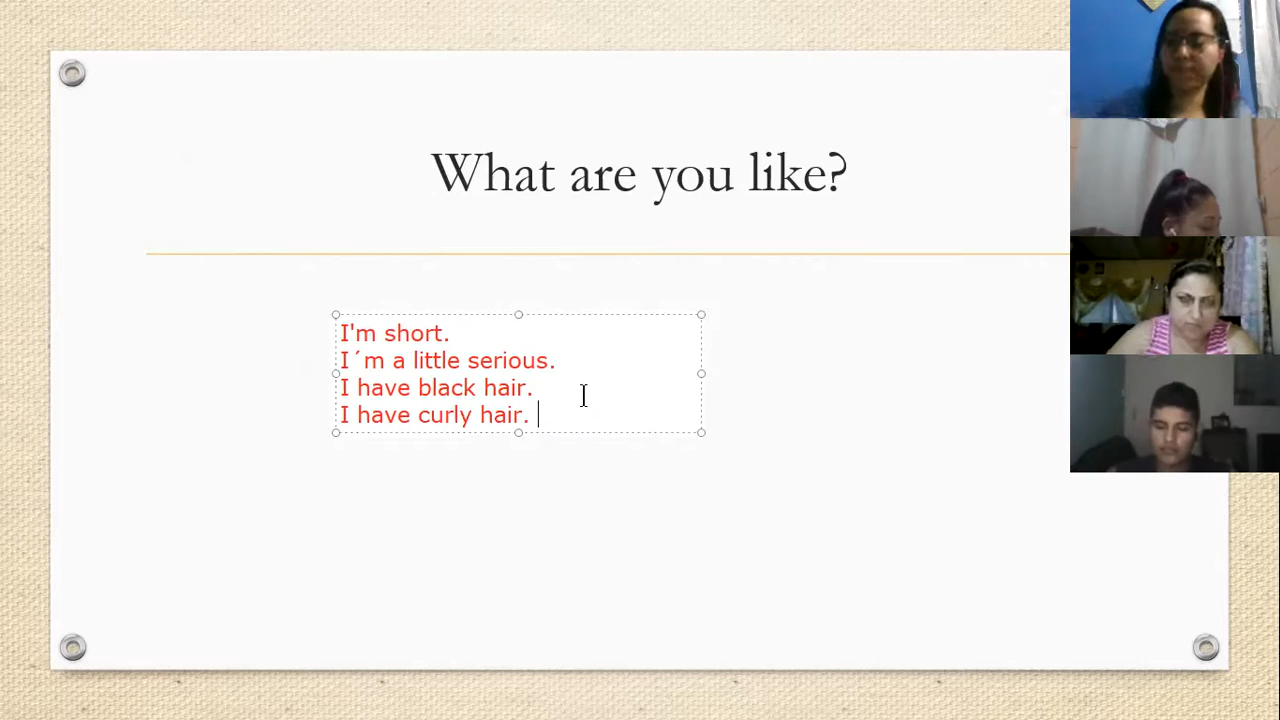 What are you like?
I'm short.
I´m a little serious.
I have black hair.
I have curly hair.